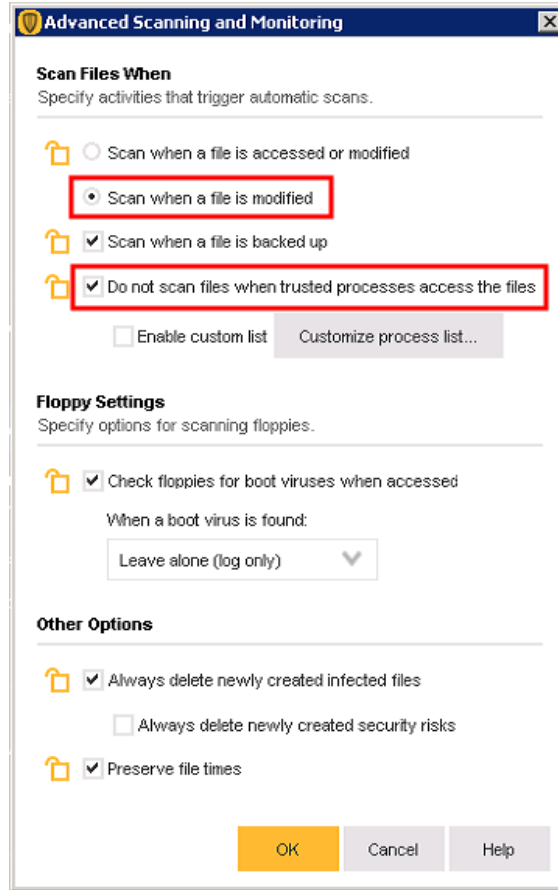 Advanced Scanning and Monitoring
Scan Files When
Specify activities that trigger automatic scans.
Scan when a file is accessed or modified
Scan when a file is modified
Scan when a file is backed up
Do not scan files when trusted processes access the files
Enable custom list Customize process list...
Floppy Settings
Specify options for scanning floppies.
Check floppies for boot viruses when accessed
When a boot virus is found:
Leave alone (log only)
Other Options
Always delete newly created infected files
Always delete newly created security risks
Preserve file times
OK Cancel Help